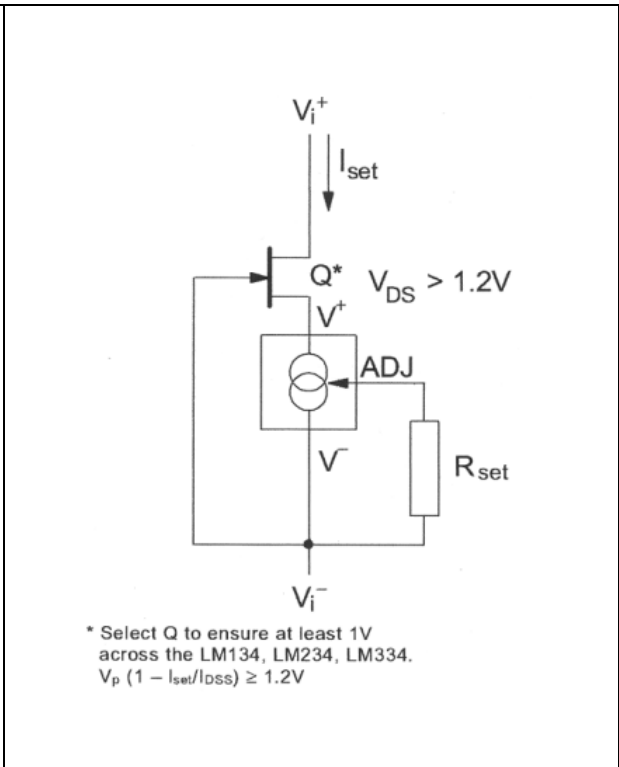 Vi+
Iset
Q* VDS > 1.2V
V+
ADJ
V−
Rset
Vi−
* Select Q to ensure at least 1V
across the LM134, LM234, LM334.
Vp (1 – Iset/IDSS) ≥ 1.2V